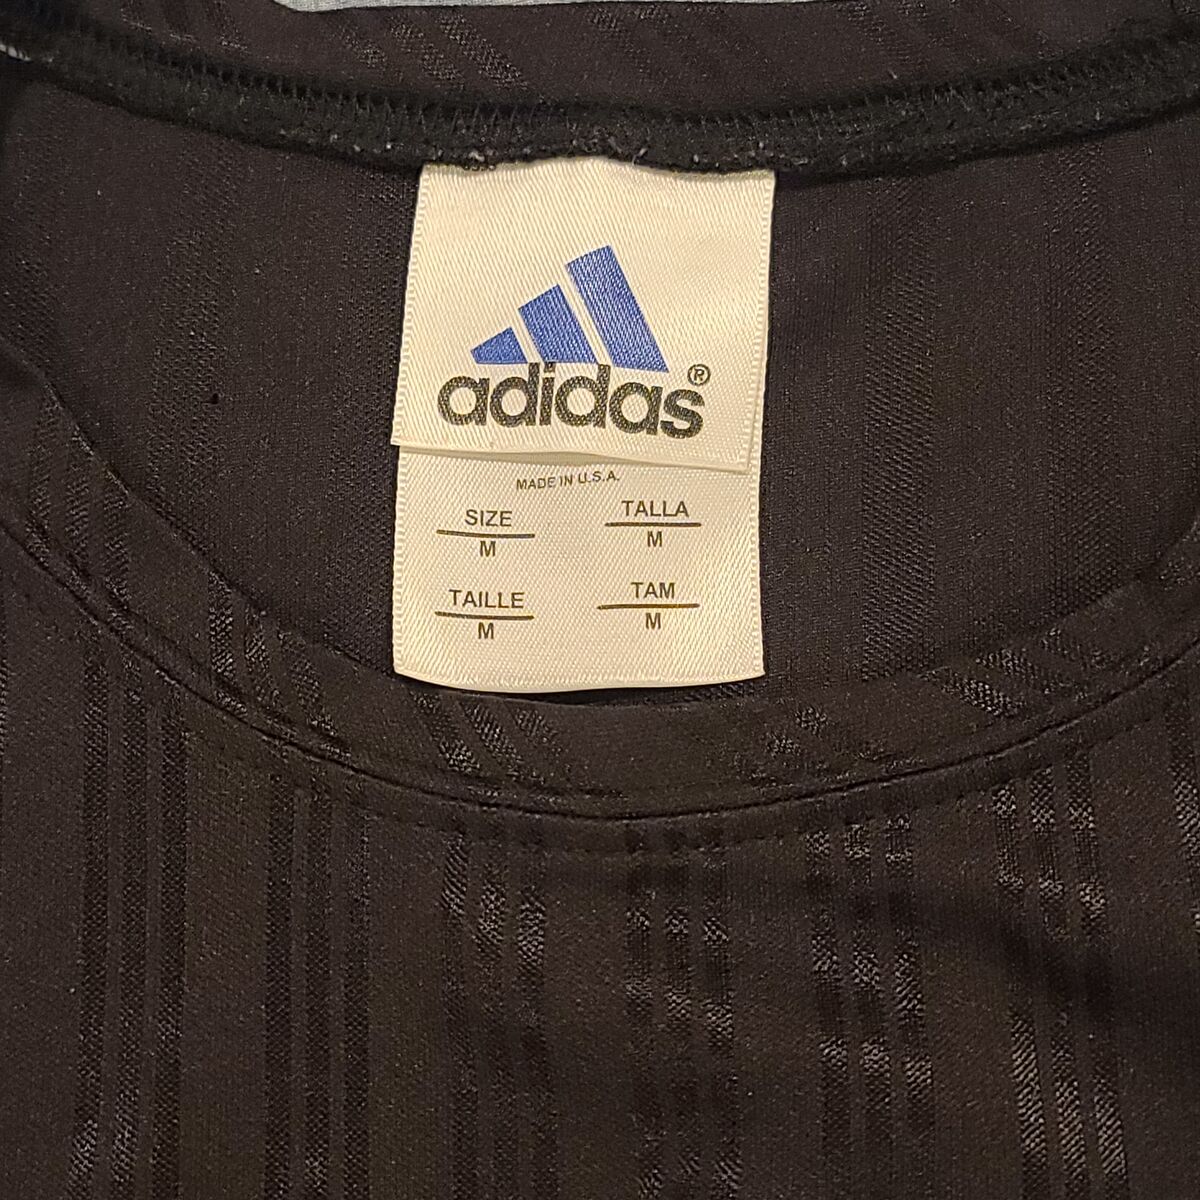 adidas®
MADE IN U.S.A.
SIZE TALLA
M M
TAILLE TAM
M M